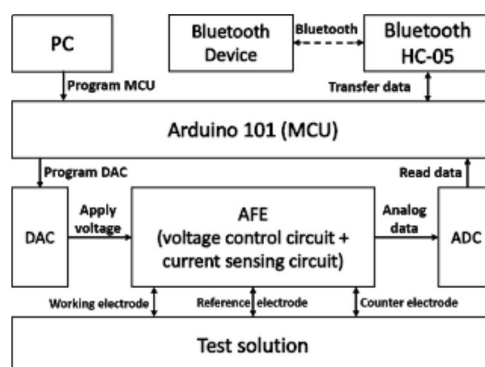 PC
Bluetooth
Device
Bluetooth
Bluetooth
HC-05
Program MCU
Transfer data
Arduino 101 (MCU)
Program DAC
Read data
DAC
Apply
voltage
AFE
(voltage control circuit +
current sensing circuit)
Analog
data
ADC
Working electrode
Reference electrode
Counter electrode
Test solution